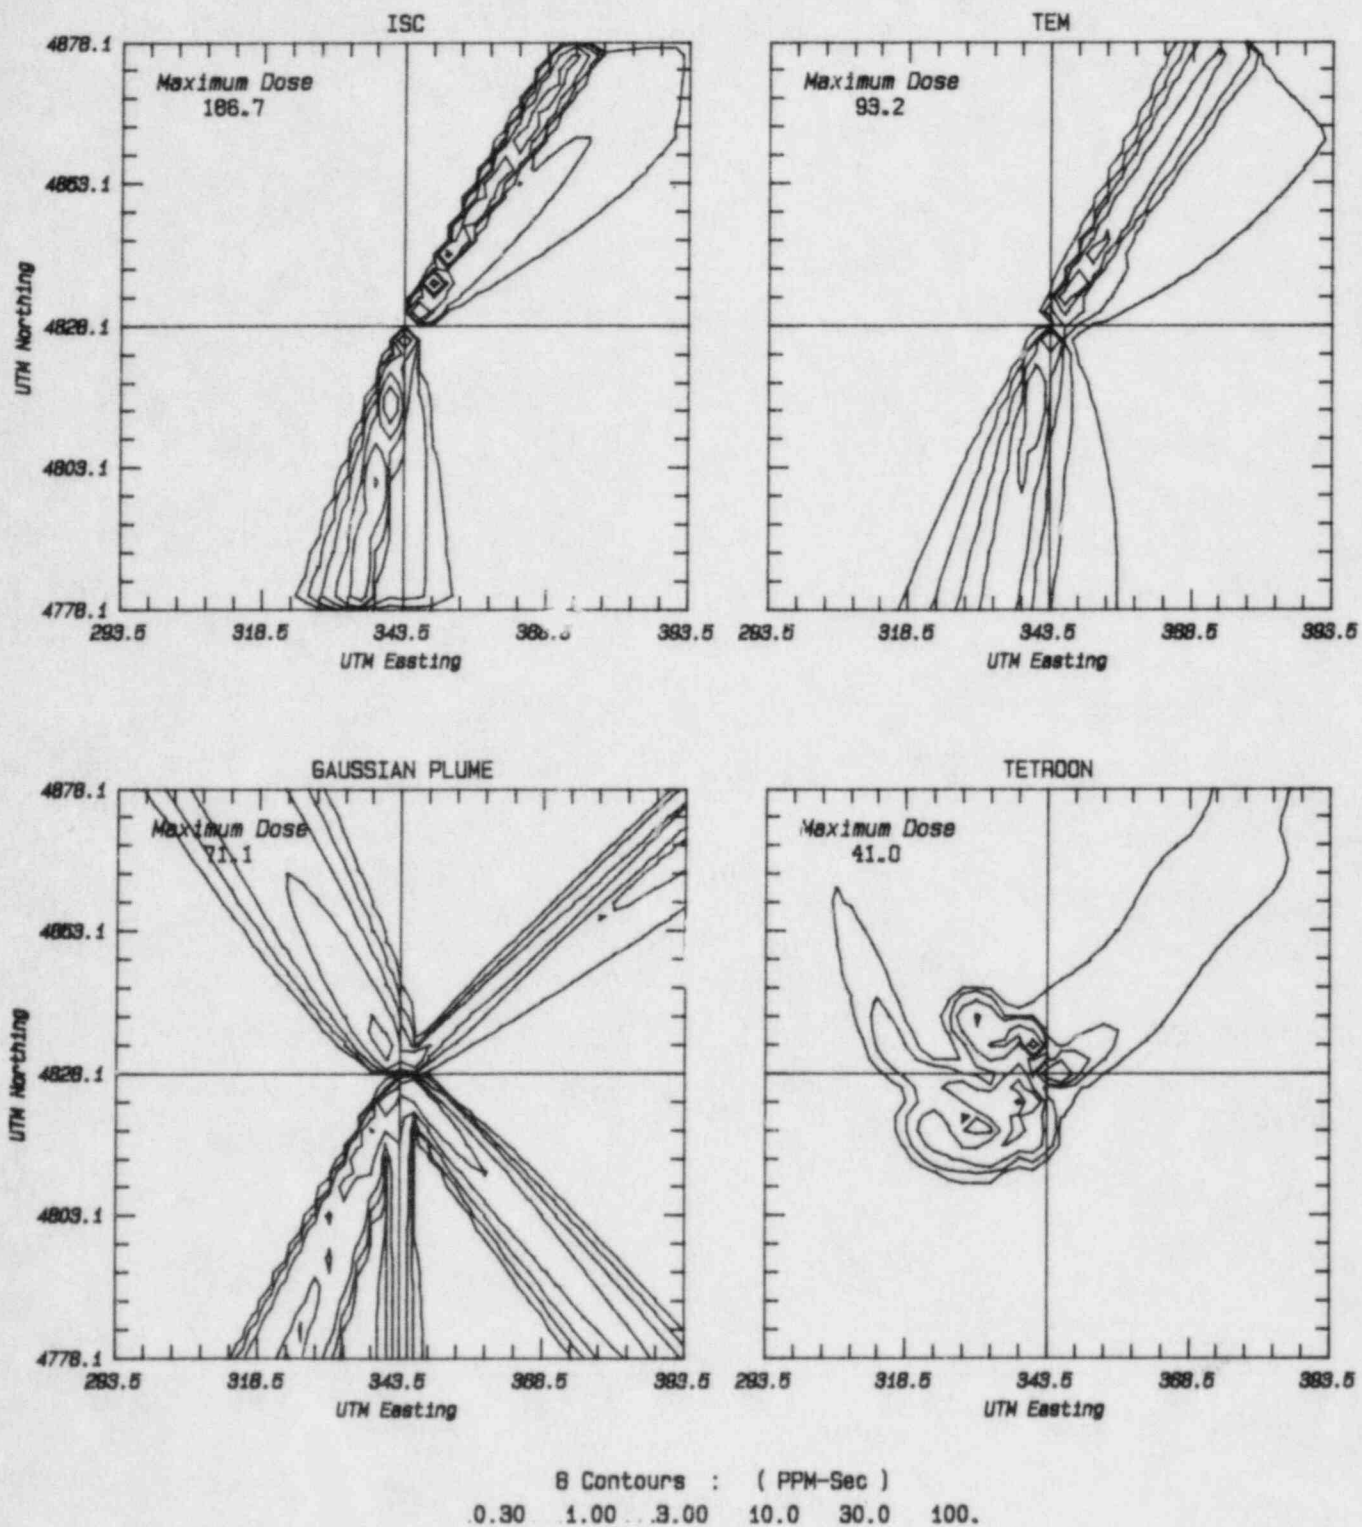 ISC
TEM
4878.1
Maximum Dose
186.7
Maximum Dose
93.2
4853.1
UTM Northing
4828.1
4803.1
4778.1
293.5 318.5 343.5 393.5
293.5 318.5 343.5 368.5 393.5
UTM Easting
UTM Easting
GAUSSIAN PLUME
TETROON
4878.1
Maximum Dose
71.1
Maximum Dose
41.0
4853.1
UTM Northing
4828.1
4803.1
4778.1
293.5 318.5 343.5 368.5 393.5
293.5 318.5 343.5 368.5 393.5
UTM Easting
UTM Easting
6 Contours : ( PPM-Sec )
0.30 1.00 3.00 10.0 30.0 100.